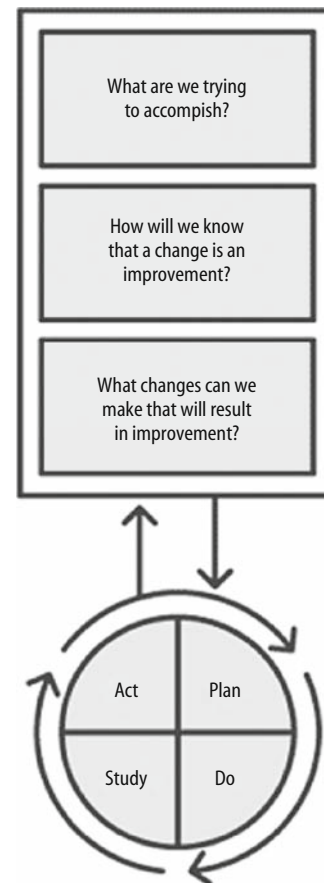 What are we trying
to accompish?
How will we know
that a change is an
improvement?
What changes can we
make that will result
in improvement?
Act
Plan
Study
Do